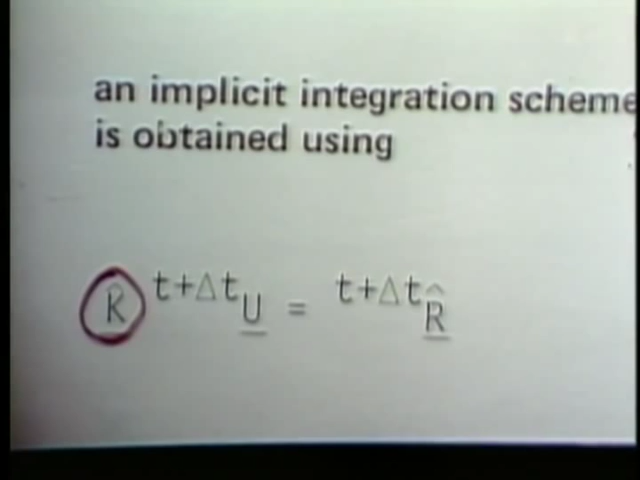 an implicit integration scheme
is obtained using
K̂ t+Δt U = t+Δt R̂